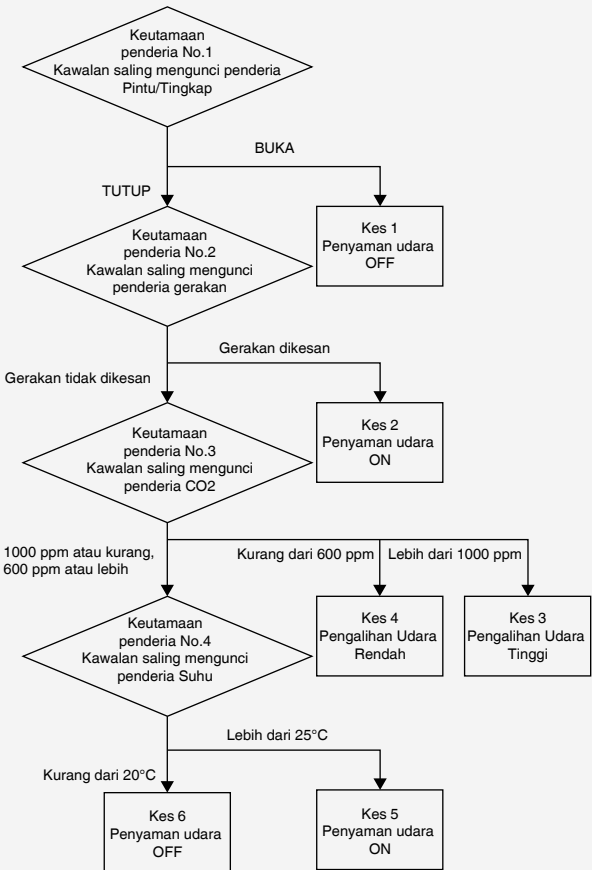 Keutamaan
penderia No.1
Kawalan saling mengunci penderia
Pintu/Tingkap
BUKA
TUTUP
Keutamaan
penderia No.2
Kawalan saling mengunci
penderia gerakan
Kes 1
Penyaman udara
OFF
Gerakan dikesan
Gerakan tidak dikesan
Keutamaan
penderia No.3
Kawalan saling mengunci
penderia CO2
Kes 2
Penyaman udara
ON
1000 ppm atau kurang,
600 ppm atau lebih
Kurang dari 600 ppm
Lebih dari 1000 ppm
Keutamaan
penderia No.4
Kawalan saling mengunci
penderia Suhu
Kes 4
Pengalihan Udara
Rendah
Kes 3
Pengalihan Udara
Tinggi
Lebih dari 25°C
Kurang dari 20°C
Kes 6
Penyaman udara
OFF
Kes 5
Penyaman udara
ON